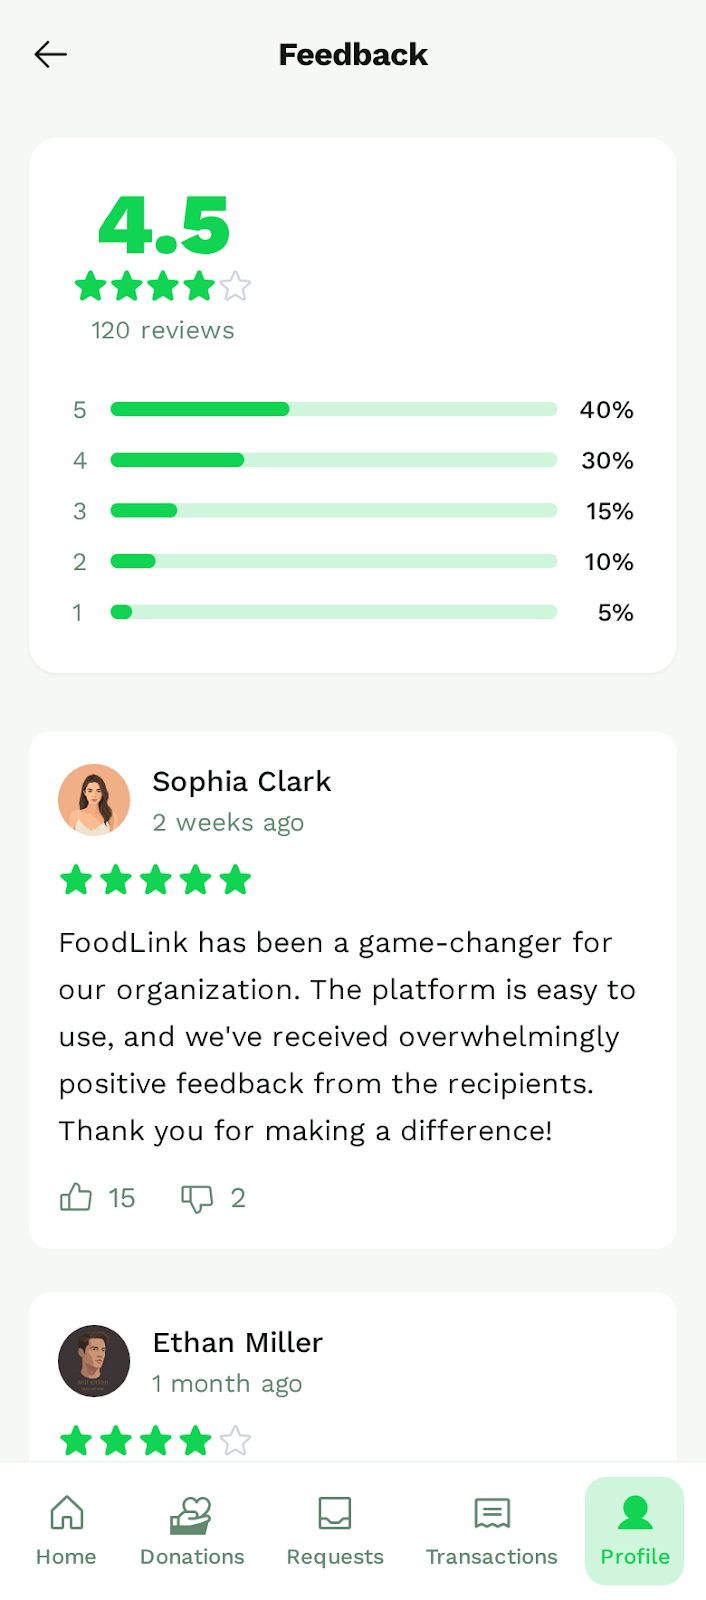 Feedback
4.5
120 reviews
5 40%
4 30%
3 15%
2 10%
1 5%
Sophia Clark
2 weeks ago
FoodLink has been a game-changer for
our organization. The platform is easy to
use, and we've received overwhelmingly
positive feedback from the recipients.
Thank you for making a difference!
15 2
Ethan Miller
1 month ago
Home Donations Requests Transactions Profile